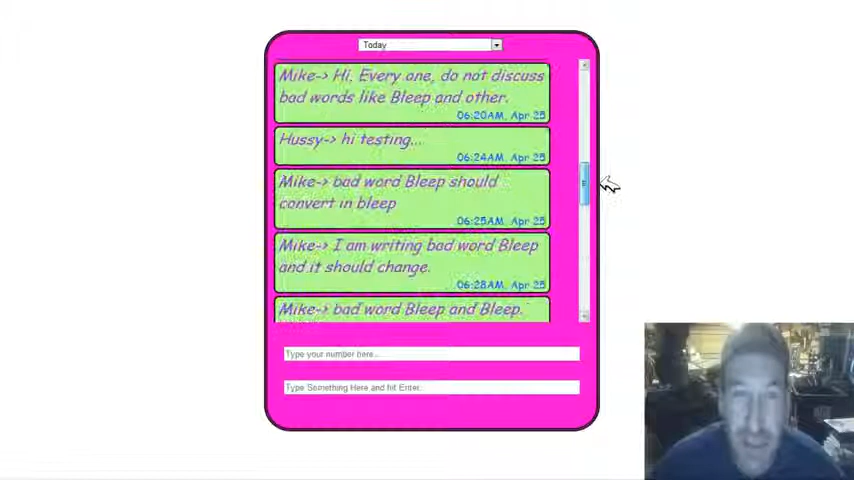 Today
Mike-> Hi, Every one, do not discuss
bad words like Bleep and other.
06:20AM, Apr 25
Hussy-> hi testing...
06:24AM, Apr 25
Mike-> bad word Bleep should
convert in bleep
06:25AM, Apr 25
Mike-> I am writing bad word Bleep
and it should change.
06:28AM, Apr 25
Mike-> bad word Bleep and Bleep.
Type your number here...
Type Something Here and hit Enter.